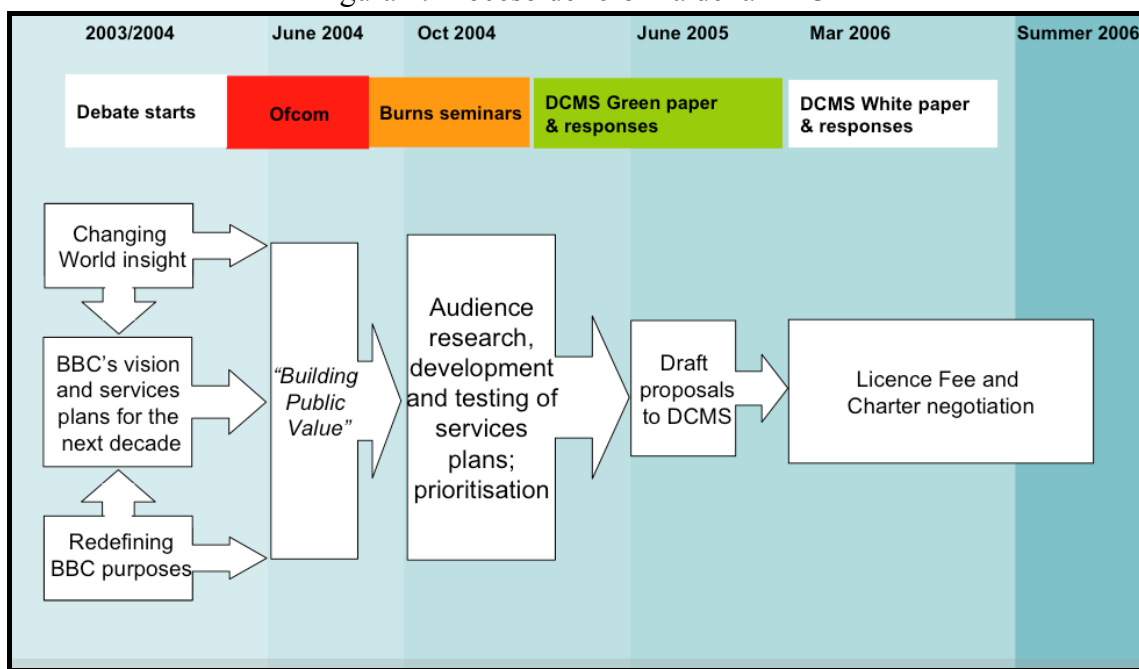 2003/2004
June 2004
Oct 2004
June 2005
Mar 2006
Summer 2006
Debate starts
Ofcom
Burns seminars
DCMS Green paper
& responses
DCMS White paper
& responses
Changing
World insight
BBC's vision
and services
plans for the
next decade
Redefining
BBC purposes
“Building
Public
Value”
Audience
research,
development
and testing of
services
plans;
prioritisation
Draft
proposals
to DCMS
Licence Fee and
Charter negotiation